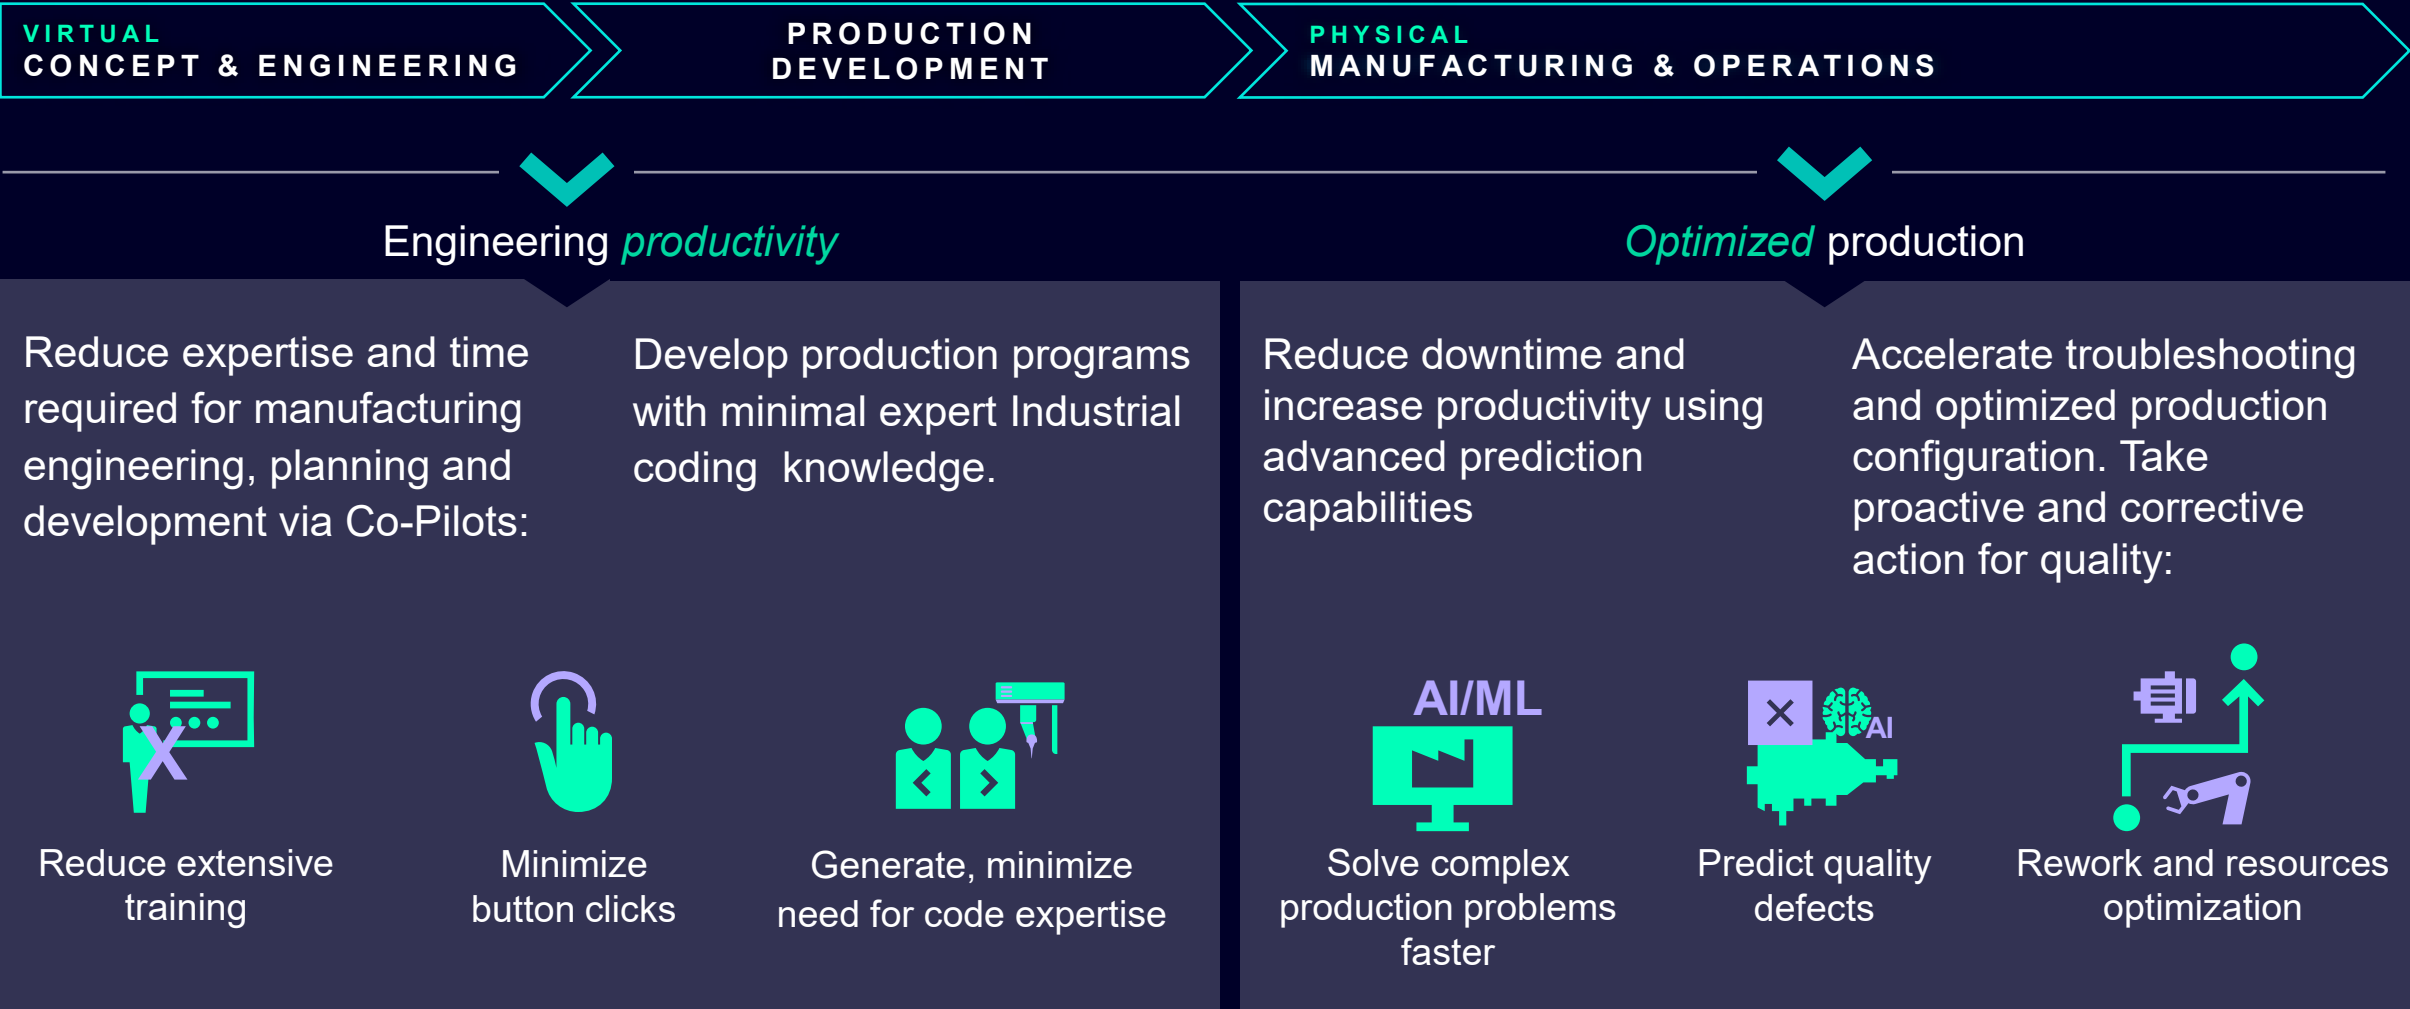 VIRTUAL
CONCEPT & ENGINEERING
PRODUCTION
DEVELOPMENT
PHYSICAL
MANUFACTURING & OPERATIONS
Engineering productivity
Optimized production
Reduce expertise and time
required for manufacturing
engineering, planning and
development via Co-Pilots:
Develop production programs
with minimal expert Industrial
coding  knowledge.
Reduce downtime and
increase productivity using
advanced prediction
capabilities
Accelerate troubleshooting
and optimized production
configuration. Take
proactive and corrective
action for quality:
X
Reduce extensive
training
Minimize
button clicks
Generate, minimize
need for code expertise
AI/ML
Solve complex
production problems
faster
AI
Predict quality
defects
Rework and resources
optimization